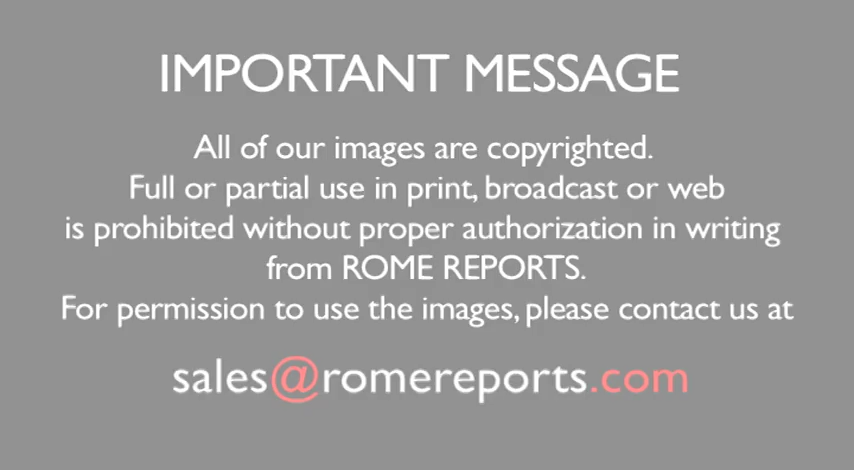 IMPORTANT MESSAGE
All of our images are copyrighted.
Full or partial use in print, broadcast or web
is prohibited without proper authorization in writing
from ROME REPORTS.
For permission to use the images, please contact us at
sales@romereports.com